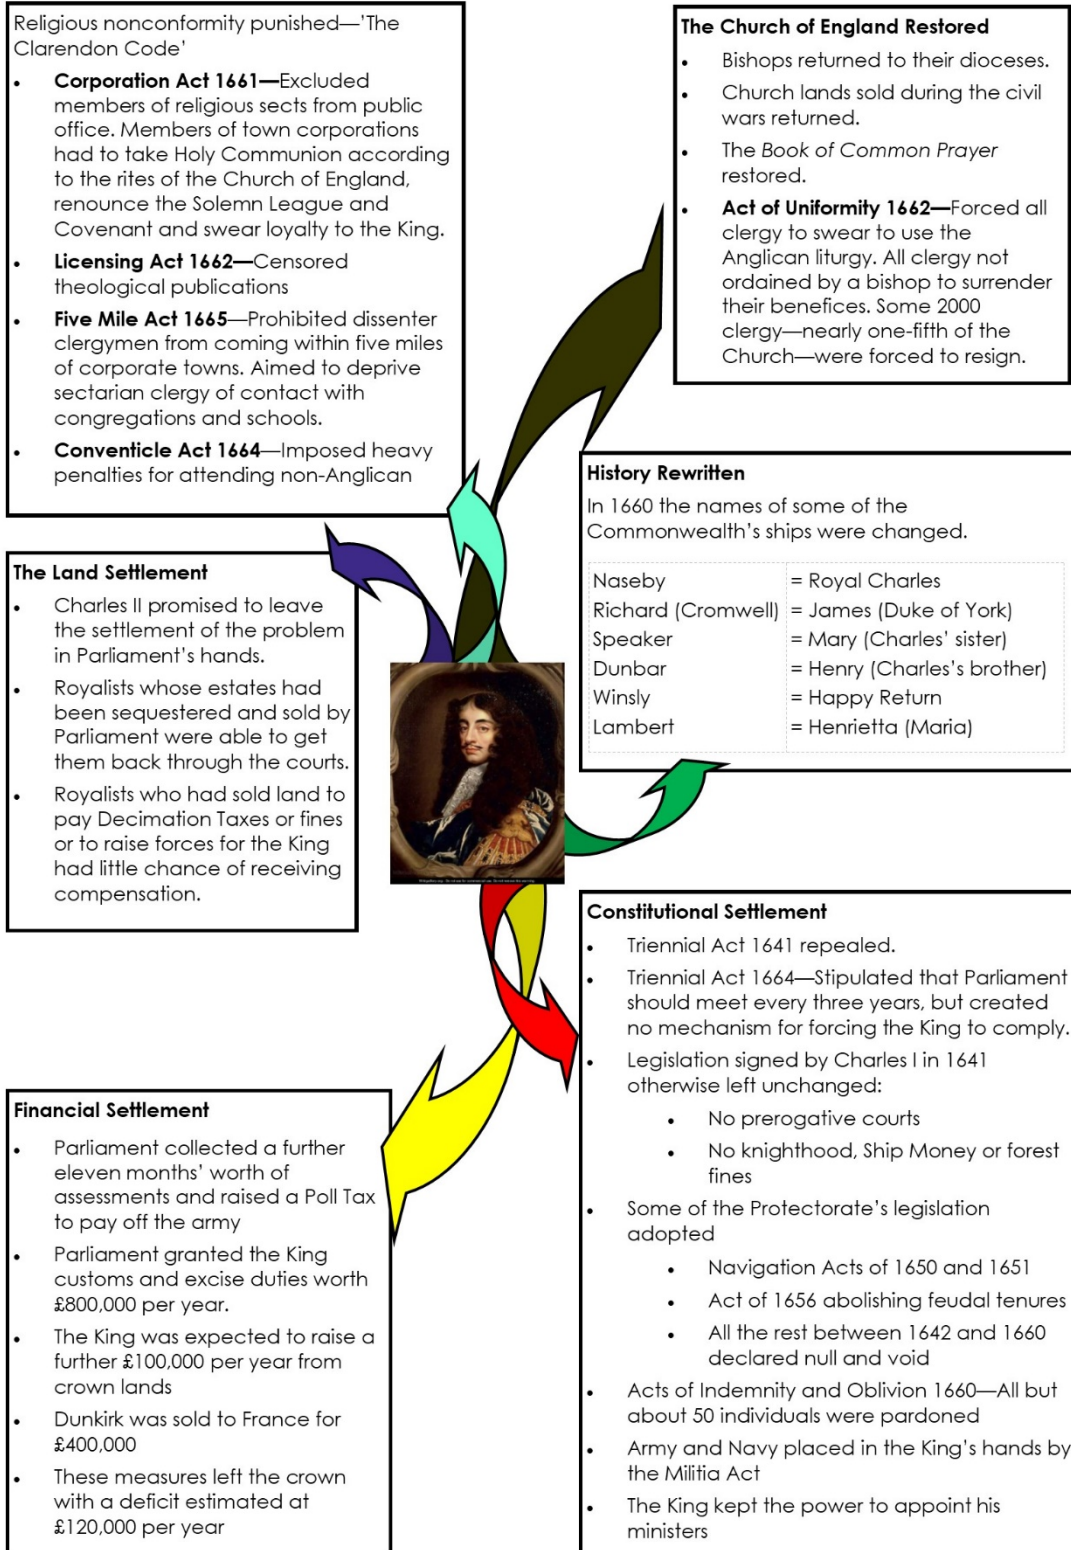 Religious nonconformity punished—'The
Clarendon Code'
• Corporation Act 1661—Excluded
members of religious sects from public
office. Members of town corporations
had to take Holy Communion according
to the rites of the Church of England,
renounce the Solemn League and
Covenant and swear loyalty to the King.
• Licensing Act 1662—Censored
theological publications
• Five Mile Act 1665—Prohibited dissenter
clergymen from coming within five miles
of corporate towns. Aimed to deprive
sectarian clergy of contact with
congregations and schools.
• Conventicle Act 1664—Imposed heavy
penalties for attending non-Anglican
The Church of England Restored
• Bishops returned to their dioceses.
• Church lands sold during the civil
wars returned.
• The Book of Common Prayer
restored.
• Act of Uniformity 1662—Forced all
clergy to swear to use the
Anglican liturgy. All clergy not
ordained by a bishop to surrender
their benefices. Some 2000
clergy—nearly one-fifth of the
Church—were forced to resign.
History Rewritten
In 1660 the names of some of the
Commonwealth's ships were changed.
Naseby = Royal Charles
Richard (Cromwell) = James (Duke of York)
Speaker = Mary (Charles' sister)
Dunbar = Henry (Charles's brother)
Winsly = Happy Return
Lambert = Henrietta (Maria)
The Land Settlement
• Charles II promised to leave
the settlement of the problem
in Parliament's hands.
• Royalists whose estates had
been sequestered and sold by
Parliament were able to get
them back through the courts.
• Royalists who had sold land to
pay Decimation Taxes or fines
or to raise forces for the King
had little chance of receiving
compensation.
Constitutional Settlement
• Triennial Act 1641 repealed.
• Triennial Act 1664—Stipulated that Parliament
should meet every three years, but created
no mechanism for forcing the King to comply.
• Legislation signed by Charles I in 1641
otherwise left unchanged:
• No prerogative courts
• No knighthood, Ship Money or forest
fines
• Some of the Protectorate's legislation
adopted
• Navigation Acts of 1650 and 1651
• Act of 1656 abolishing feudal tenures
• All the rest between 1642 and 1660
declared null and void
• Acts of Indemnity and Oblivion 1660—All but
about 50 individuals were pardoned
• Army and Navy placed in the King's hands by
the Militia Act
• The King kept the power to appoint his
ministers
Financial Settlement
• Parliament collected a further
eleven months' worth of
assessments and raised a Poll Tax
to pay off the army
• Parliament granted the King
customs and excise duties worth
£800,000 per year.
• The King was expected to raise a
further £100,000 per year from
crown lands
• Dunkirk was sold to France for
£400,000
• These measures left the crown
with a deficit estimated at
£120,000 per year